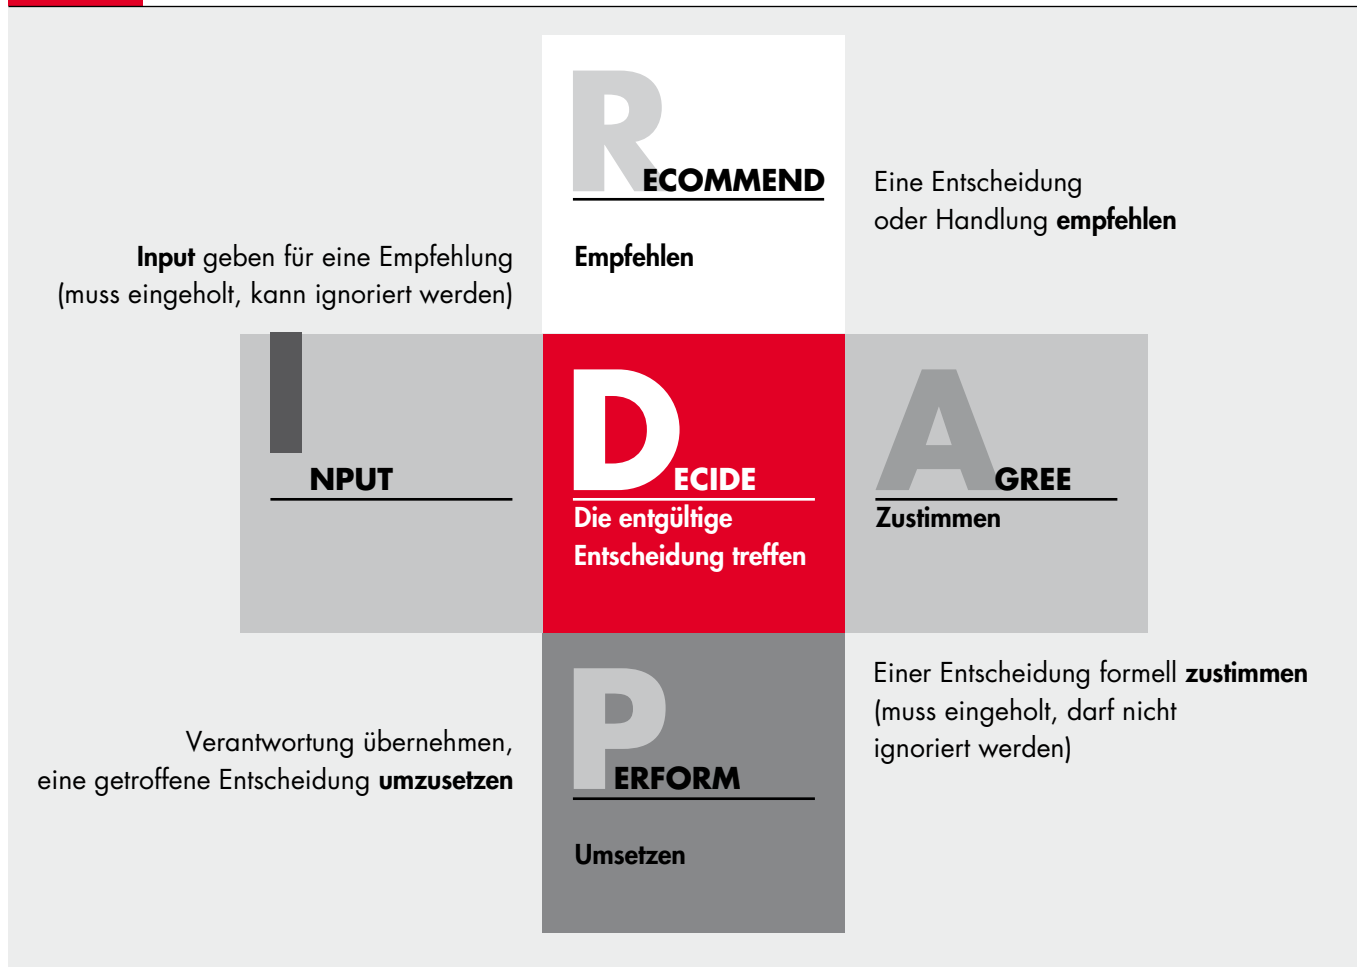 RECOMMEND
Empfehlen
Eine Entscheidung
oder Handlung empfehlen
Input geben für eine Empfehlung
(muss eingeholt, kann ignoriert werden)
INPUT
DECIDE
Die entgültige
Entscheidung treffen
AGREE
Zustimmen
Einer Entscheidung formell zustimmen
(muss eingeholt, darf nicht
ignoriert werden)
Verantwortung übernehmen,
eine getroffene Entscheidung umzusetzen
PERFORM
Umsetzen